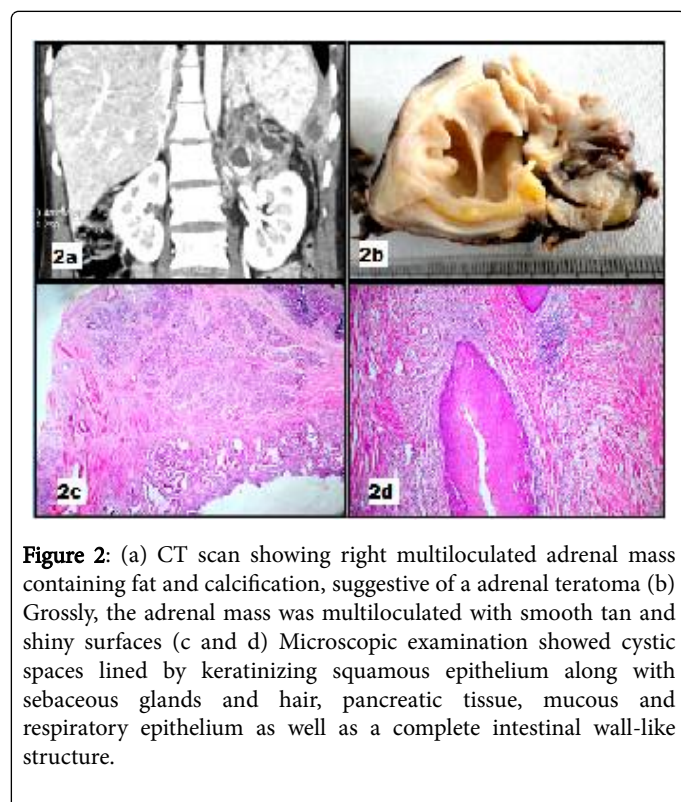 2a
2b
2c
2d
Figure 2: (a) CT scan showing right multiloculated adrenal mass
containing fat and calcification, suggestive of a adrenal teratoma (b)
Grossly, the adrenal mass was multiloculated with smooth tan and
shiny surfaces (c and d) Microscopic examination showed cystic
spaces lined by keratinizing squamous epithelium along with
sebaceous glands and hair, pancreatic tissue, mucous and
respiratory epithelium as well as a complete intestinal wall-like
structure.